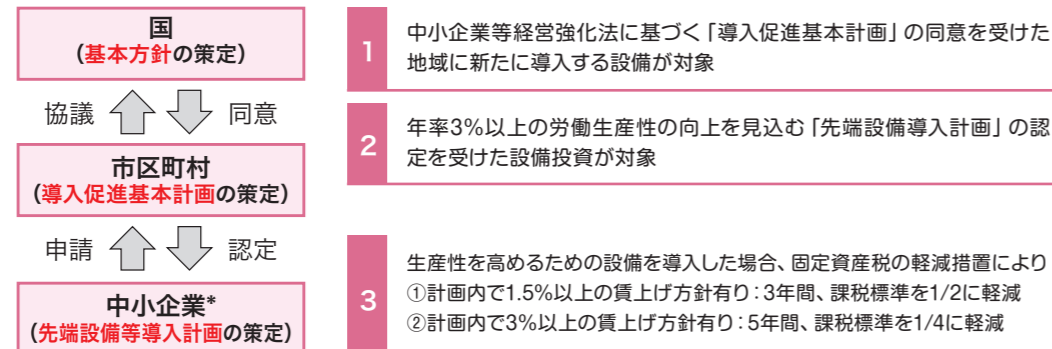 国
（基本方針の策定）
協議
同意
市区町村
（導入促進基本計画の策定）
申請
認定
中小企業*
（先端設備等導入計画の策定）
1
中小企業等経営強化法に基づく「導入促進基本計画」の同意を受けた
地域に新たに導入する設備が対象
2
年率3%以上の労働生産性の向上を見込む「先端設備導入計画」の認
定を受けた設備投資が対象
3
生産性を高めるための設備を導入した場合、固定資産税の軽減措置により
①計画内で1.5%以上の賃上げ方針有り：3年間、課税標準を1/2に軽減
②計画内で3%以上の賃上げ方針有り：5年間、課税標準を1/4に軽減